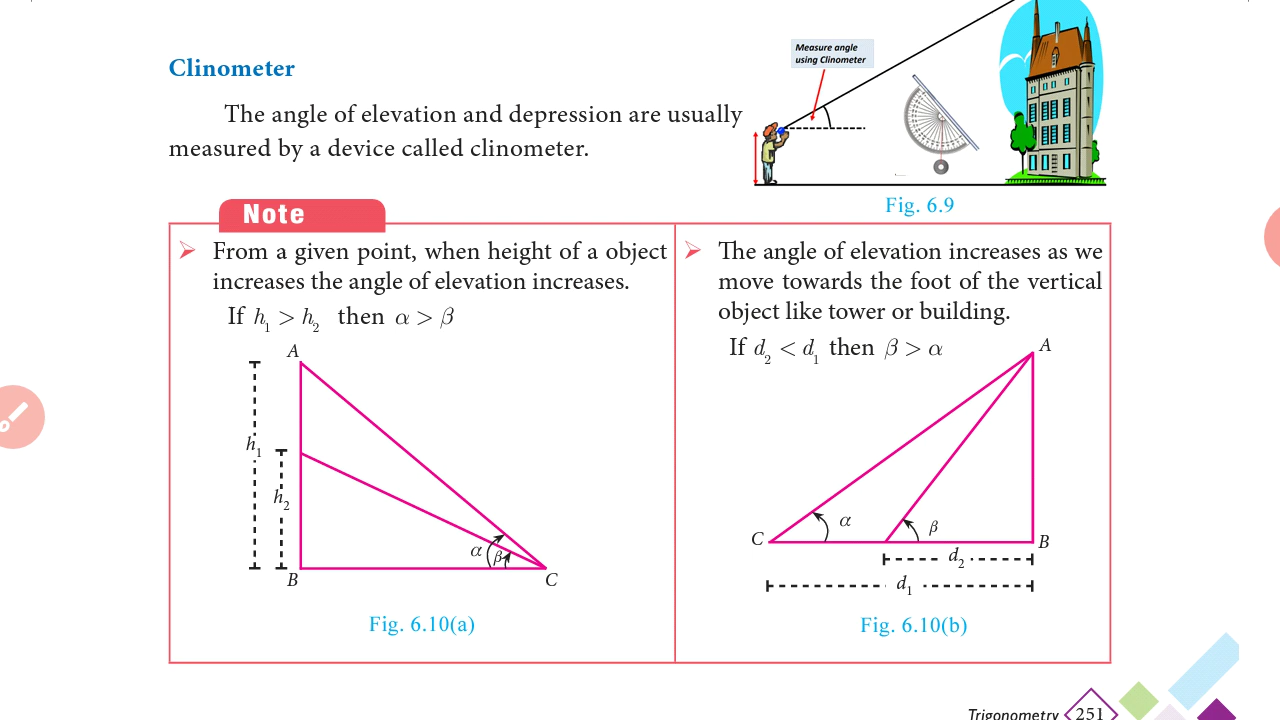 Clinometer
The angle of elevation and depression are usually
measured by a device called clinometer.
Measure angle
using Clinometer
Fig. 6.9
Note
From a given point, when height of a object
increases the angle of elevation increases.
If h₁ > h₂ then α > β
A
h₁
h₂
α
β
B
C
Fig. 6.10(a)
The angle of elevation increases as we
move towards the foot of the vertical
object like tower or building.
If d₂ < d₁ then β > α
A
α
β
C
B
d₂
d₁
Fig. 6.10(b)
Trigonometry 251